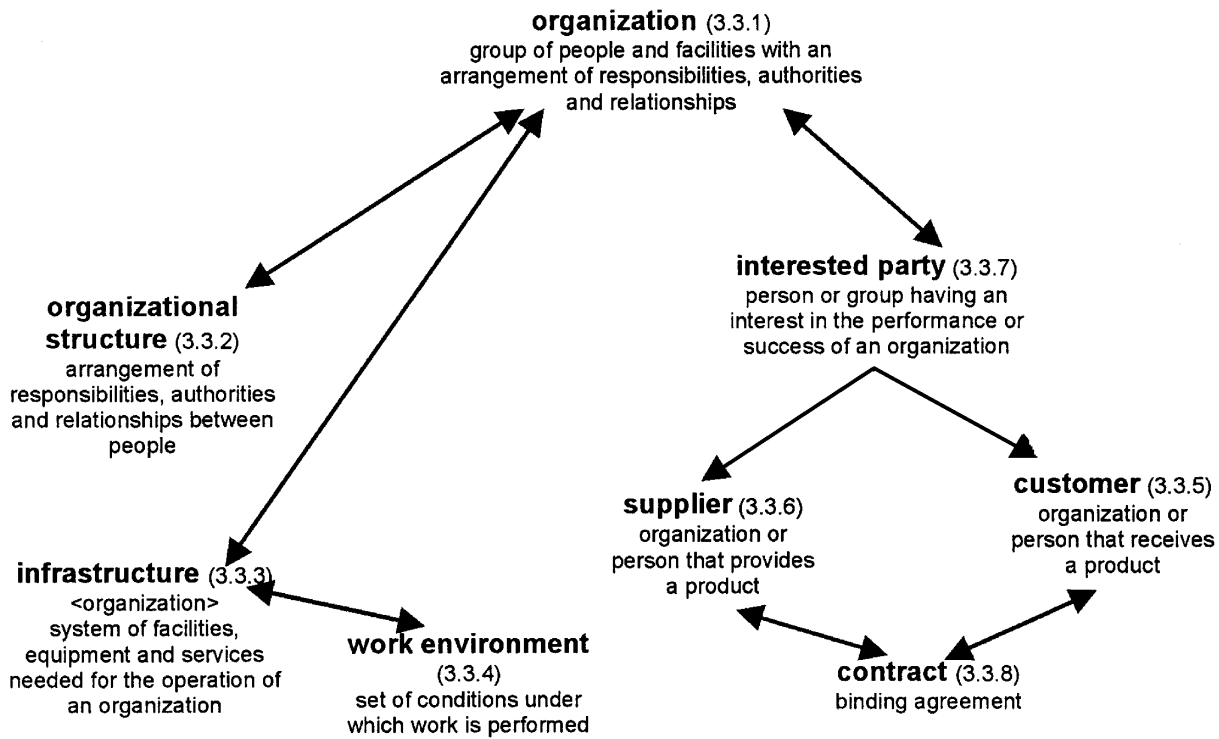 organization (3.3.1)
group of people and facilities with an
arrangement of responsibilities, authorities
and relationships
interested party (3.3.7)
person or group having an
interest in the performance or
success of an organization
organizational
structure (3.3.2)
arrangement of
responsibilities, authorities
and relationships between
people
supplier (3.3.6)
organization or
person that provides
a product
customer (3.3.5)
organization or
person that receives
a product
infrastructure (3.3.3)
<organization>
system of facilities,
equipment and services
needed for the operation of
an organization
work environment
(3.3.4)
set of conditions under
which work is performed
contract (3.3.8)
binding agreement